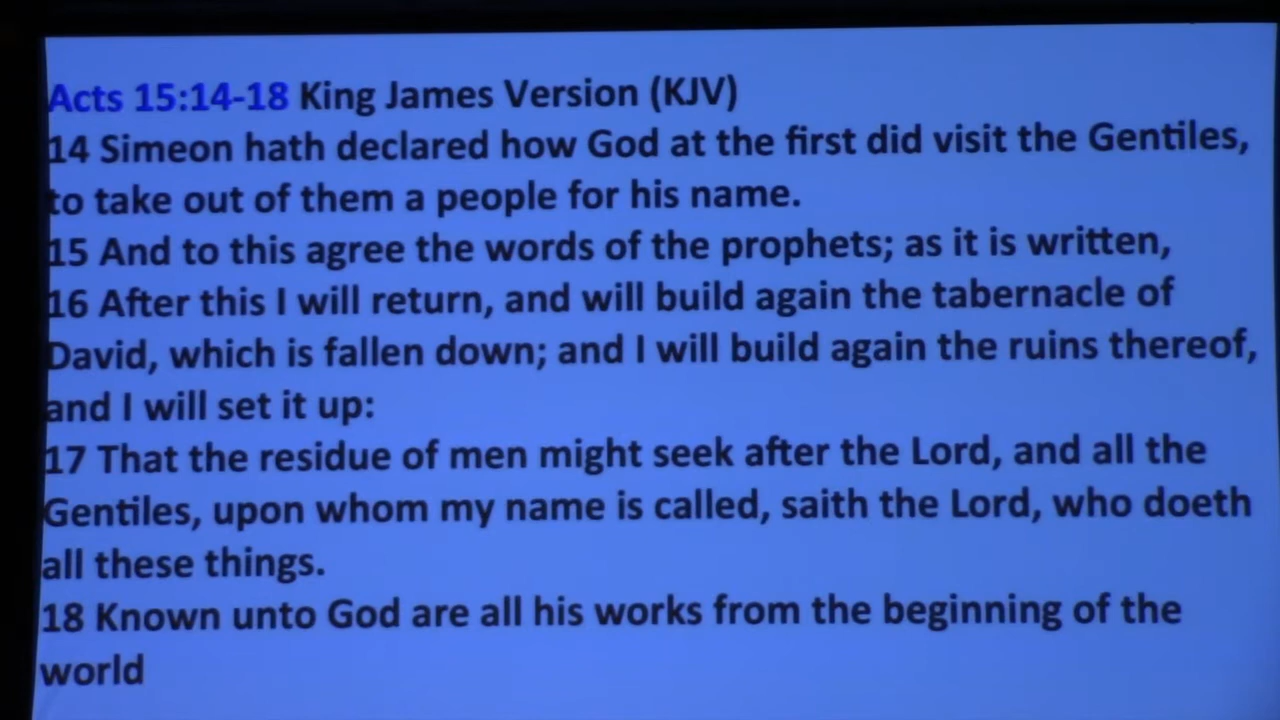 Acts 15:14-18 King James Version (KJV)
14 Simeon hath declared how God at the first did visit the Gentiles,
to take out of them a people for his name.
15 And to this agree the words of the prophets; as it is written,
16 After this I will return, and will build again the tabernacle of
David, which is fallen down; and I will build again the ruins thereof,
and I will set it up:
17 That the residue of men might seek after the Lord, and all the
Gentiles, upon whom my name is called, saith the Lord, who doeth
all these things.
18 Known unto God are all his works from the beginning of the
world